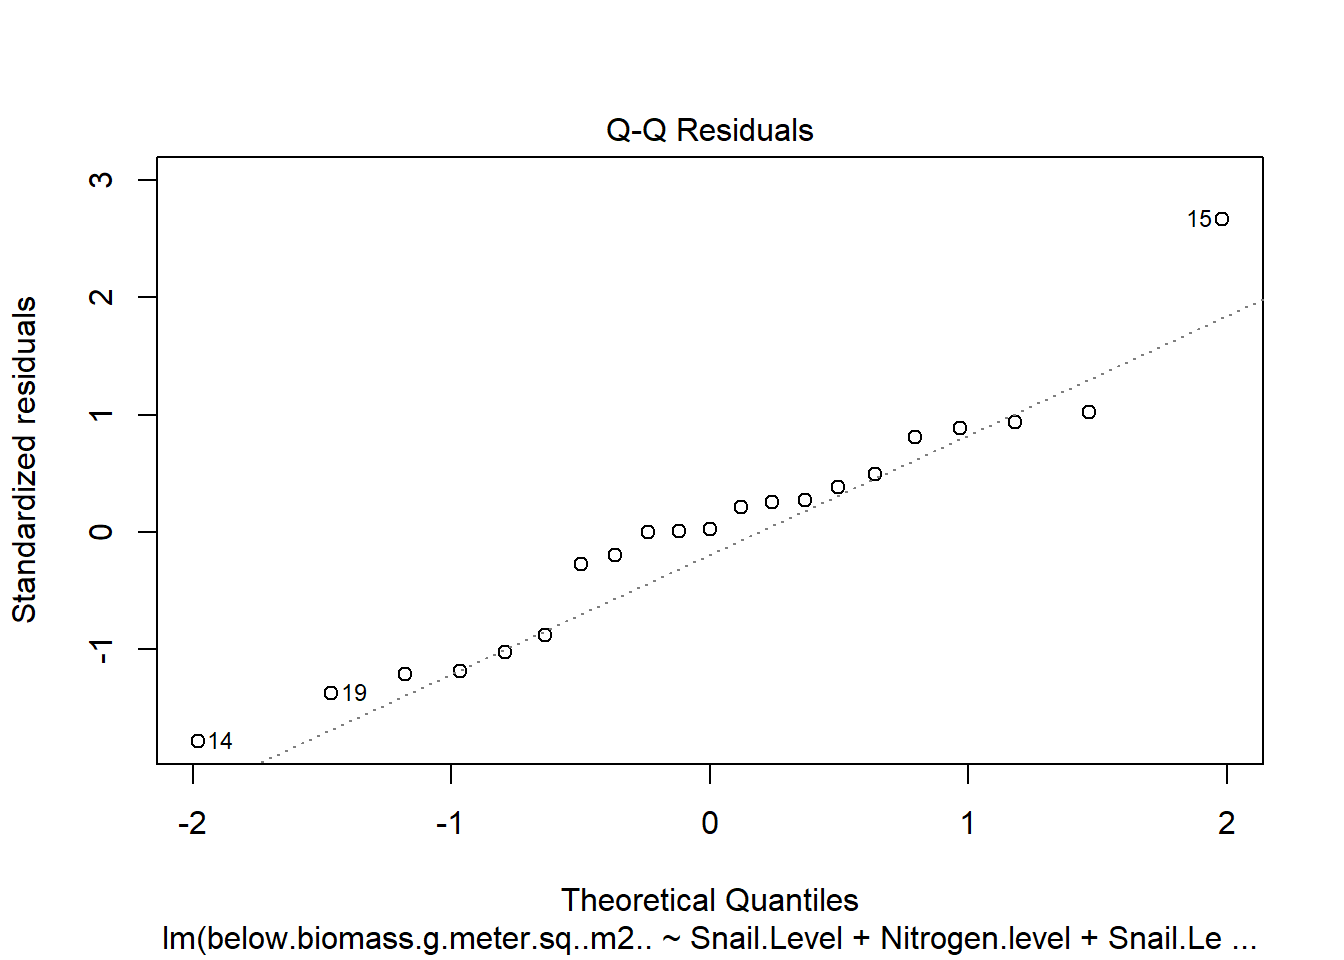 Q-Q Residuals
3
2
1
0
-1
Standardized residuals
15
19
14
-2 -1 0 1 2
Theoretical Quantiles
lm(below.biomass.g.meter.sq..m2.. ~ Snail.Level + Nitrogen.level + Snail.Le ...